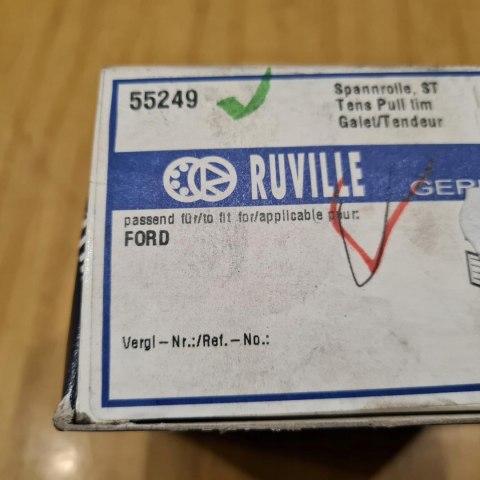 55249
Spannrolle, ST
Tens Pull tim
Galet/Tendeur
RUVILLE
passend für/to fit for/applicable pour:
FORD
Vergl-Nr.:/Ref.-No.: